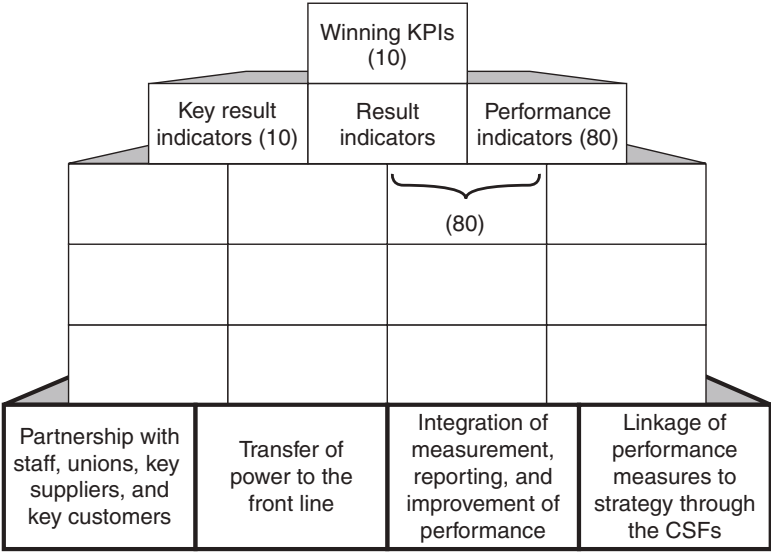 Winning KPIs
(10)
Key result
indicators (10)
Result
indicators
Performance
indicators (80)
(80)
Partnership with
staff, unions, key
suppliers, and
key customers
Transfer of
power to the
front line
Integration of
measurement,
reporting, and
improvement of
performance
Linkage of
performance
measures to
strategy through
the CSFs